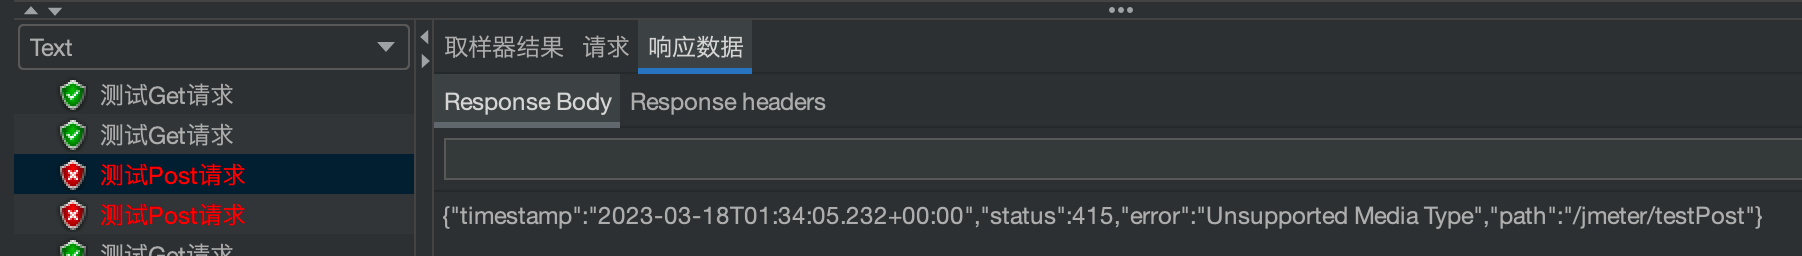 Text
测试Get请求
测试Get请求
测试Post请求
测试Post请求
测试Get请求
取样器结果 请求 响应数据
Response Body Response headers
{"timestamp":"2023-03-18T01:34:05.232+00:00","status":415,"error":"Unsupported Media Type","path":"/jmeter/testPost"}